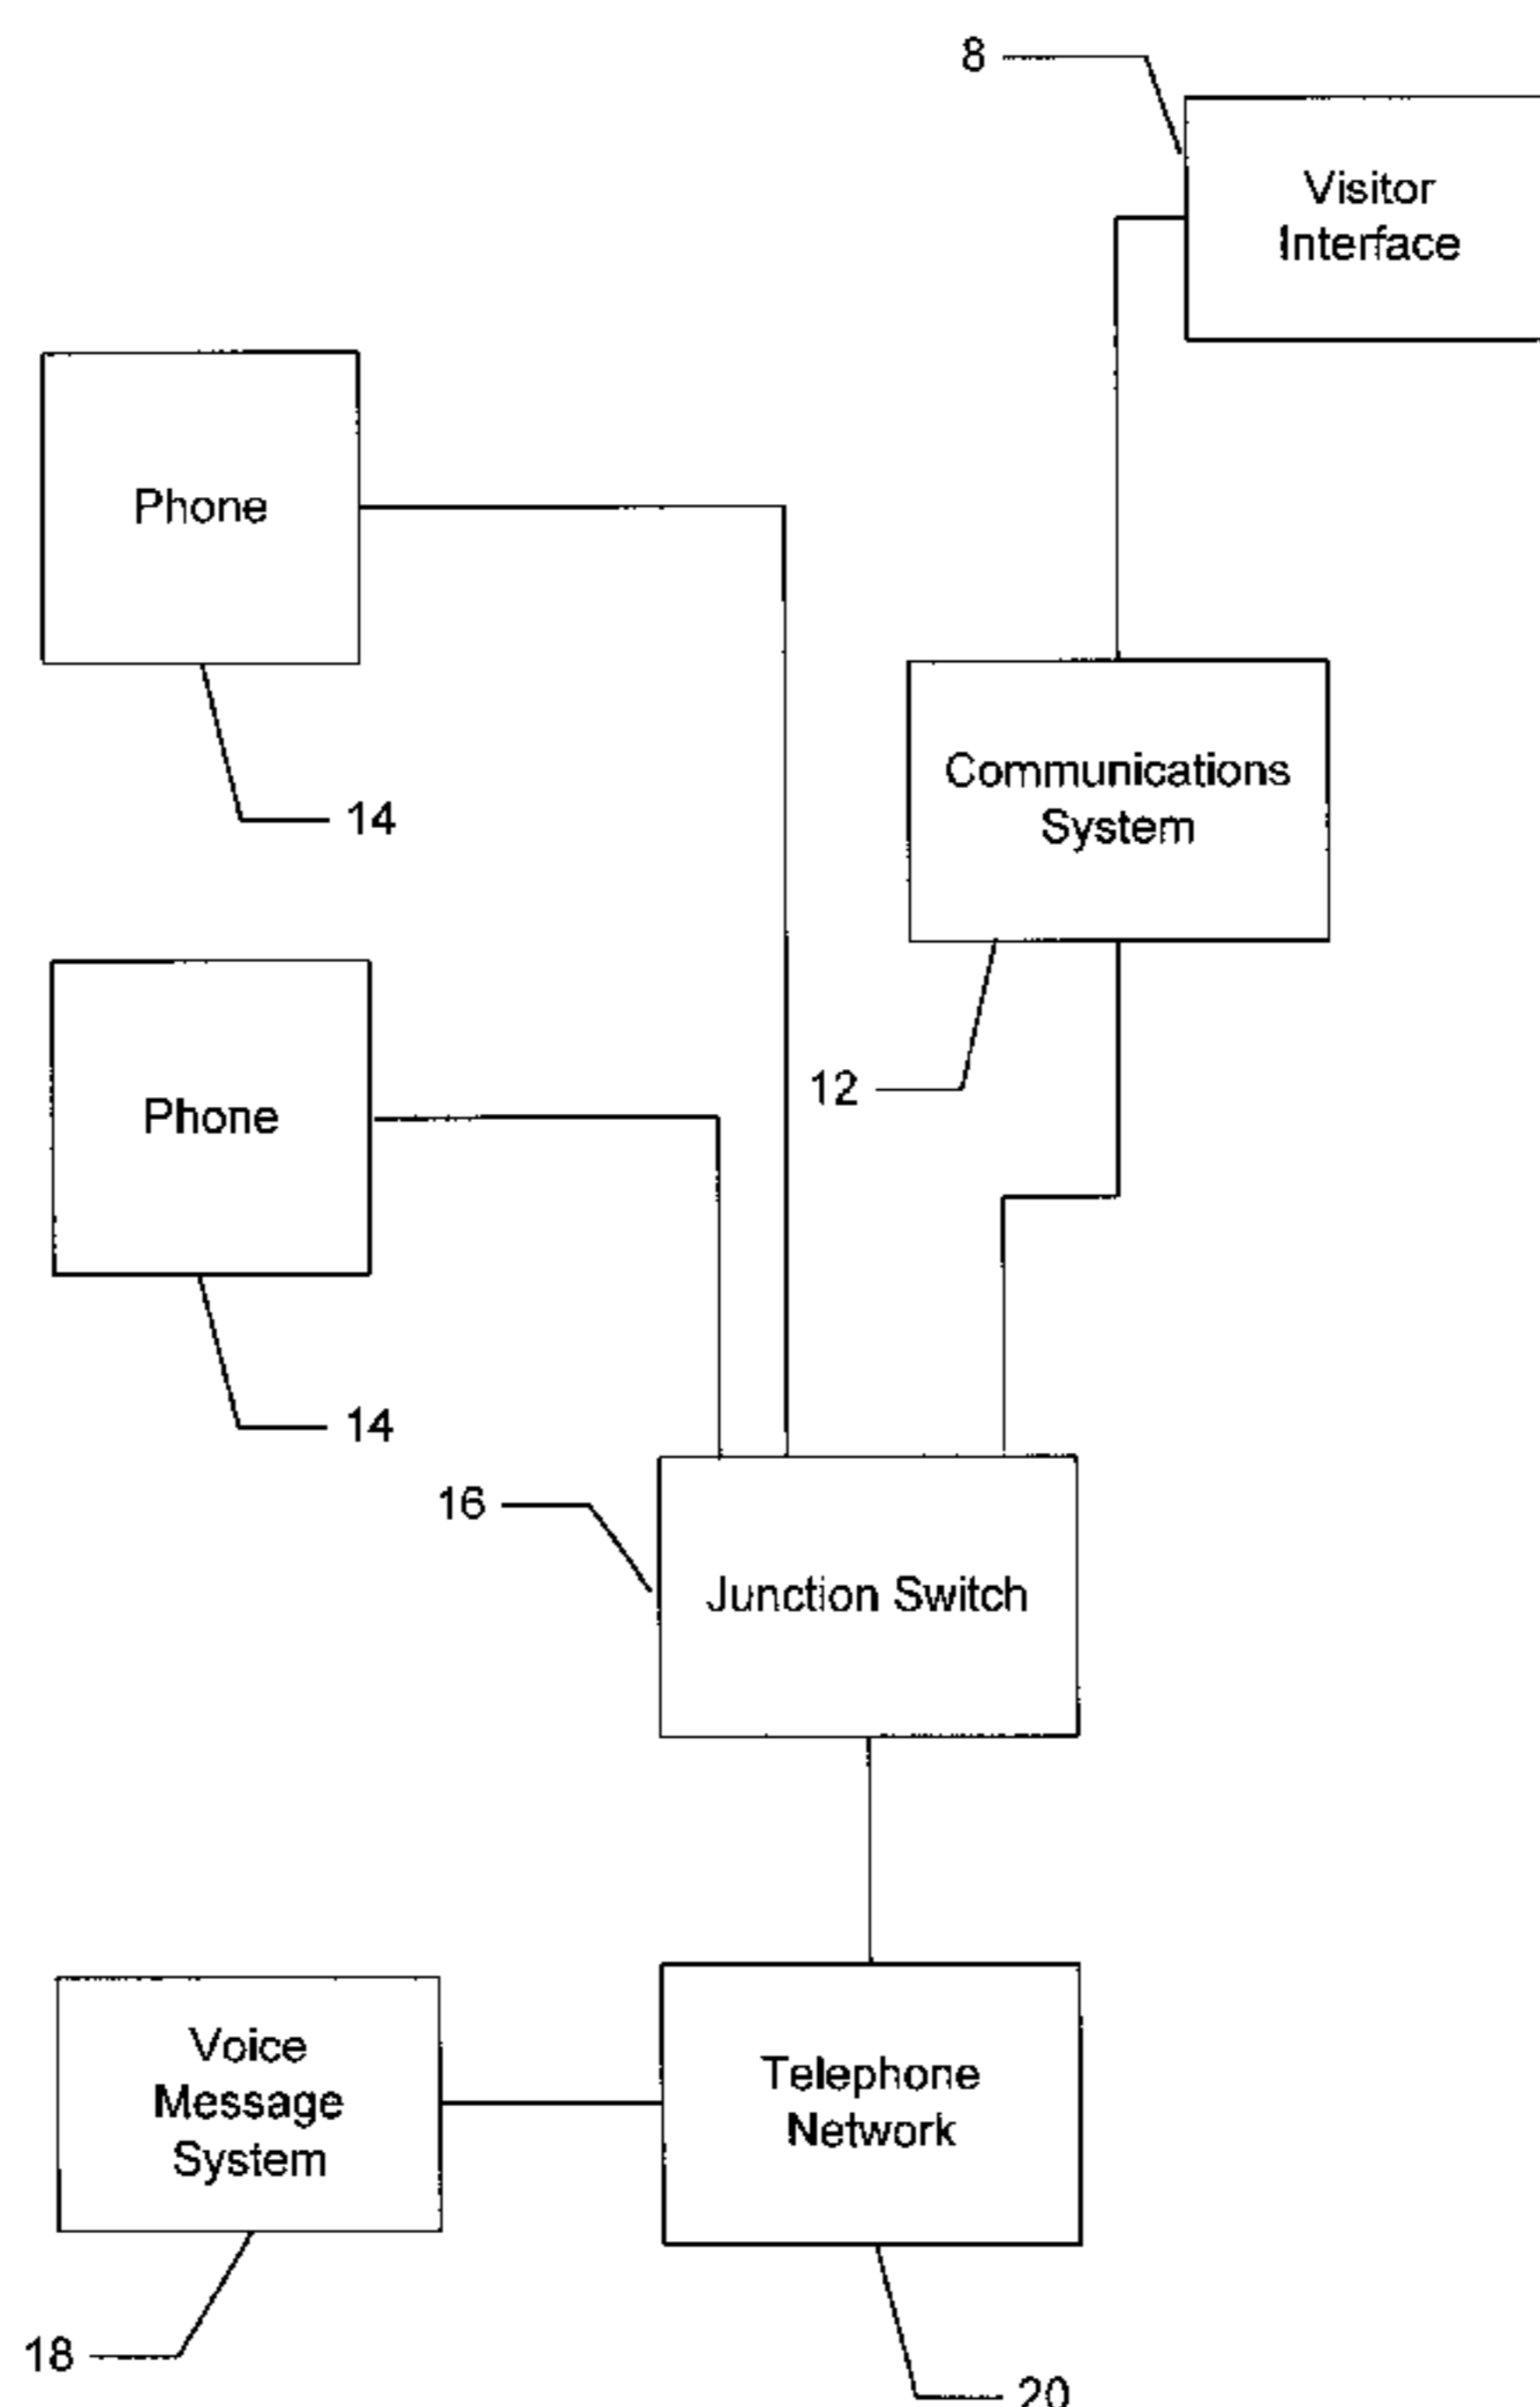 8
Visitor
Interface
Phone
14
Communications
System
12
Phone
14
16
Junction Switch
Voice
Message
System
Telephone
Network
18
20